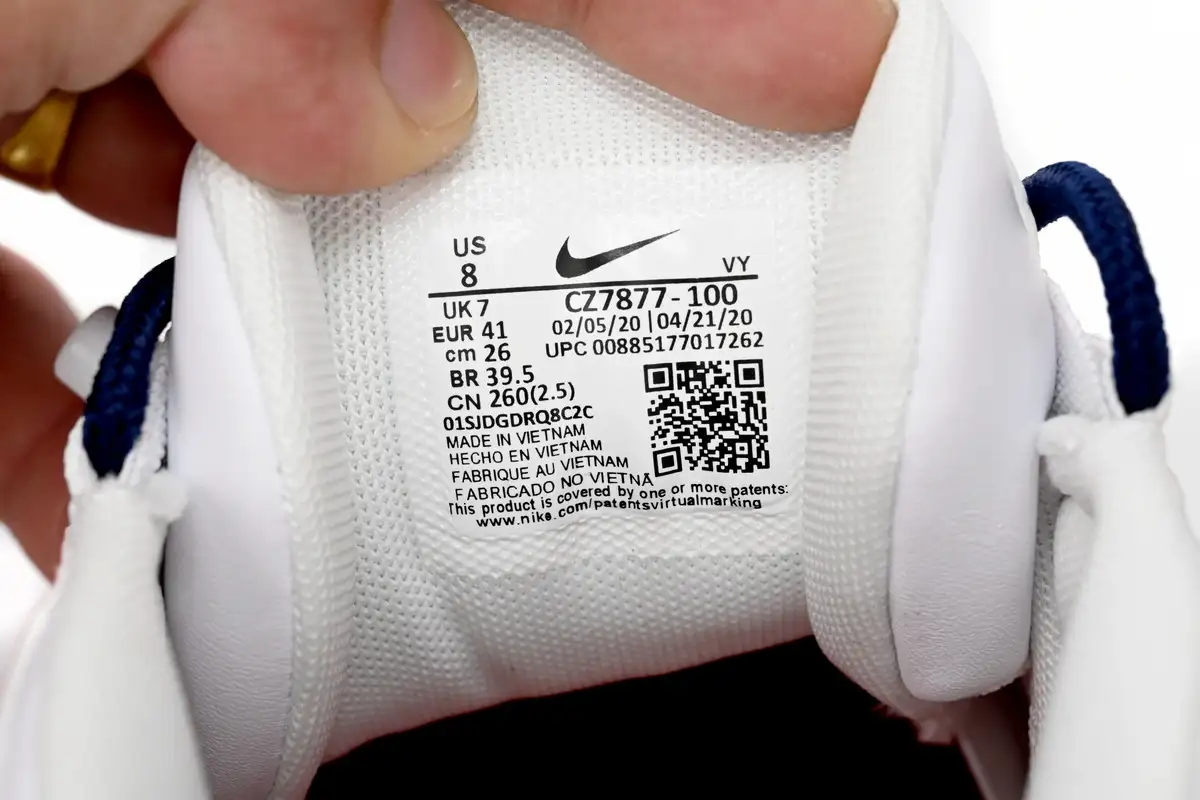 US
8
VY
UK 7
CZ7877-100
EUR 41
02/05/20 | 04/21/20
cm 26
UPC 00885177017262
BR 39.5
CN 260(2.5)
01SJDGDRQ8C2C
MADE IN VIETNAM
HECHO EN VIETNAM
FABRIQUE AU VIETNAM
FABRICADO NO VIETNÃ
This product is covered by one or more patents:
www.nike.com/patentsvirtualmarking